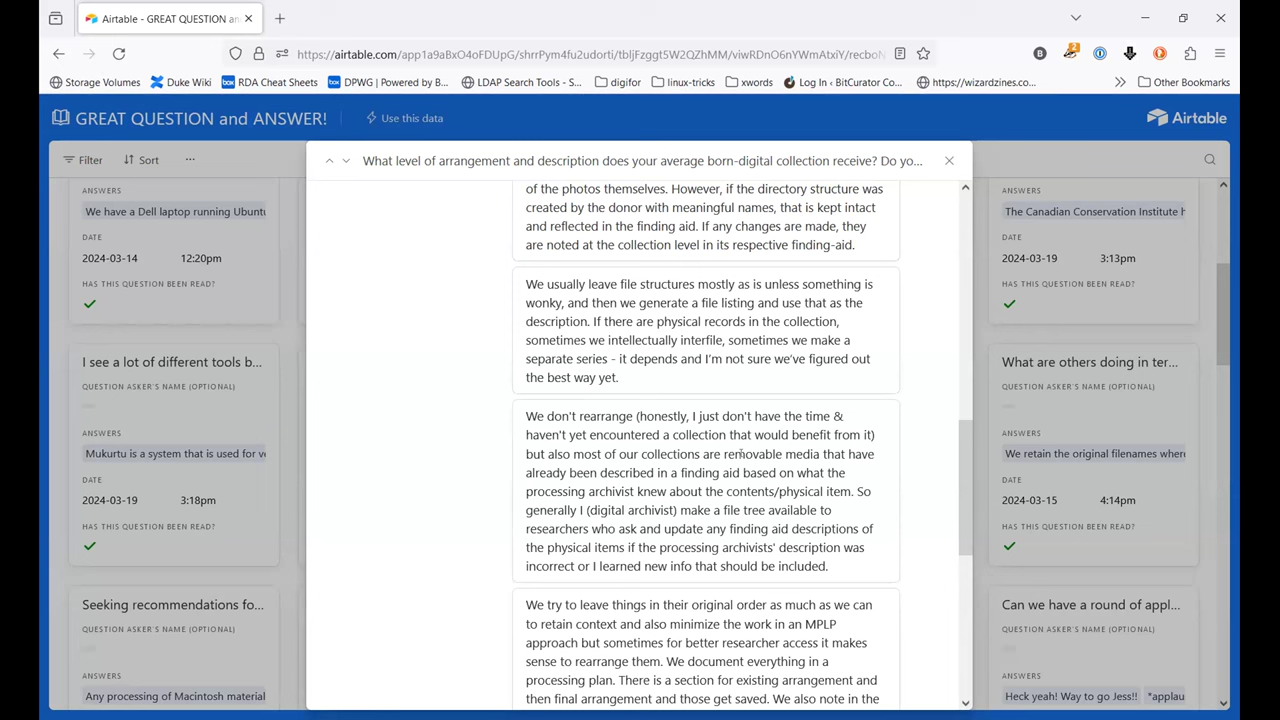 Airtable - GREAT QUESTION an
https://airtable.com/app1a9aBxO4oFDUpG/shrrPym4fu2udorti/tbljFzggt5W2QZhMM/viwRDnO6nYWmAtxiY/recbo
Storage Volumes
Duke Wiki
RDA Cheat Sheets
DPWG | Powered by B...
LDAP Search Tools - S...
digifor
linux-tricks
xwords
Log In ‹ BitCurator Co...
https://wizardzines.co...
Other Bookmarks
GREAT QUESTION and ANSWER!
Use this data
Airtable
Filter
Sort
...
What level of arrangement and description does your average born-digital collection receive? Do yo...
ANSWERS
We have a Dell laptop running Ubuntu
DATE
2024-03-14 12:20pm
HAS THIS QUESTION BEEN READ?
I see a lot of different tools b...
QUESTION ASKER'S NAME (OPTIONAL)
ANSWERS
Mukurtu is a system that is used for
DATE
2024-03-19 3:18pm
HAS THIS QUESTION BEEN READ?
Seeking recommendations fo...
QUESTION ASKER'S NAME (OPTIONAL)
ANSWERS
Any processing of Macintosh material
of the photos themselves. However, if the directory structure was
created by the donor with meaningful names, that is kept intact
and reflected in the finding aid. If any changes are made, they
are noted at the collection level in its respective finding-aid.
We usually leave file structures mostly as is unless something is
wonky, and then we generate a file listing and use that as the
description. If there are physical records in the collection,
sometimes we intellectually interfile, sometimes we make a
separate series - it depends and I'm not sure we've figured out
the best way yet.
We don't rearrange (honestly, I just don't have the time &
haven't yet encountered a collection that would benefit from it)
but also most of our collections are removable media that have
already been described in a finding aid based on what the
processing archivist knew about the contents/physical item. So
generally I (digital archivist) make a file tree available to
researchers who ask and update any finding aid descriptions of
the physical items if the processing archivists' description was
incorrect or I learned new info that should be included.
We try to leave things in their original order as much as we can
to retain context and also minimize the work in an MPLP
approach but sometimes for better researcher access it makes
sense to rearrange them. We document everything in a
processing plan. There is a section for existing arrangement and
then final arrangement and those get saved. We also note in the
ANSWERS
The Canadian Conservation Institute h
DATE
2024-03-19 3:13pm
HAS THIS QUESTION BEEN READ?
What are others doing in ter...
QUESTION ASKER'S NAME (OPTIONAL)
ANSWERS
We retain the original filenames where
DATE
2024-03-15 4:14pm
HAS THIS QUESTION BEEN READ?
Can we have a round of appl...
QUESTION ASKER'S NAME (OPTIONAL)
ANSWERS
Heck yeah! Way to go Jess!! *applau